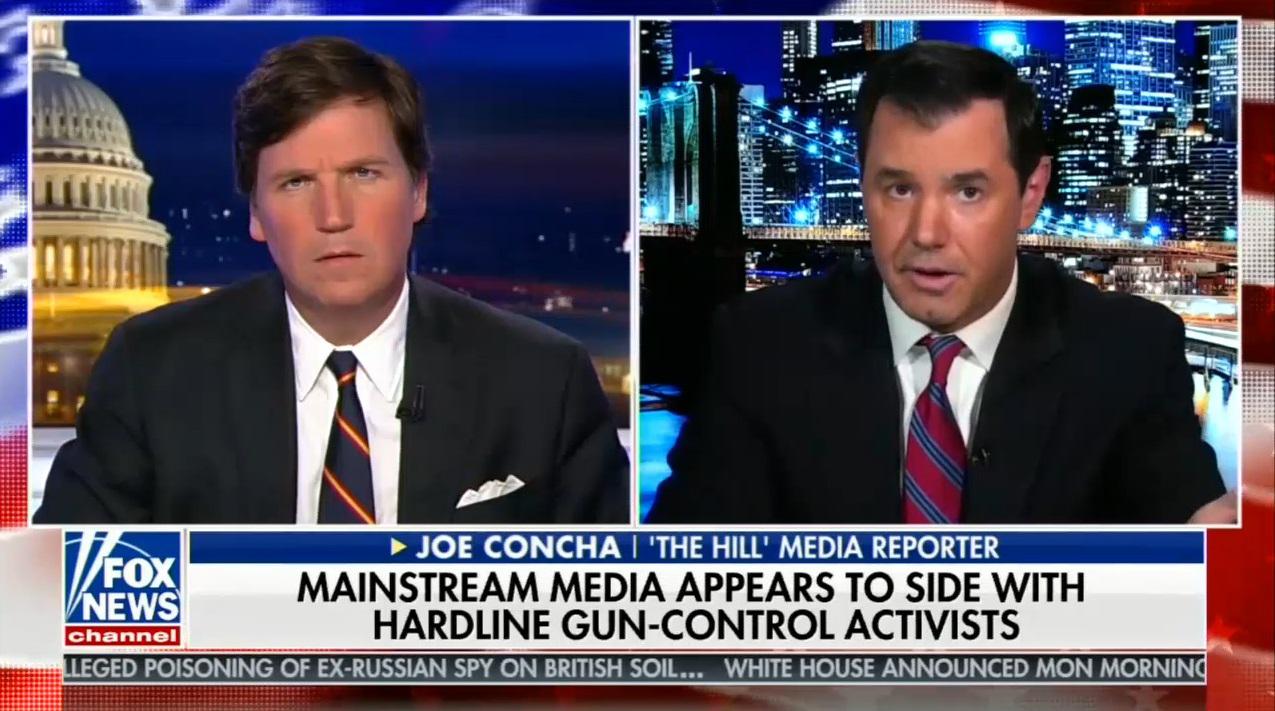 JOE CONCHA | 'THE HILL' MEDIA REPORTER
FOX
NEWS
channel
MAINSTREAM MEDIA APPEARS TO SIDE WITH
HARDLINE GUN-CONTROL ACTIVISTS
LLEGED POISONING OF EX-RUSSIAN SPY ON BRITISH SOIL... WHITE HOUSE ANNOUNCED MON MORNING